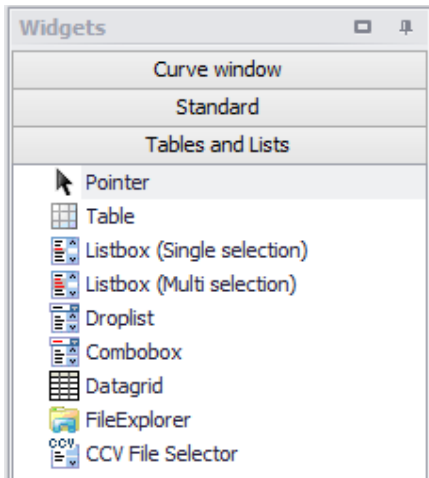 Widgets
Curve window
Standard
Tables and Lists
Pointer
Table
Listbox (Single selection)
Listbox (Multi selection)
Droplist
Combobox
Datagrid
FileExplorer
CCV File Selector